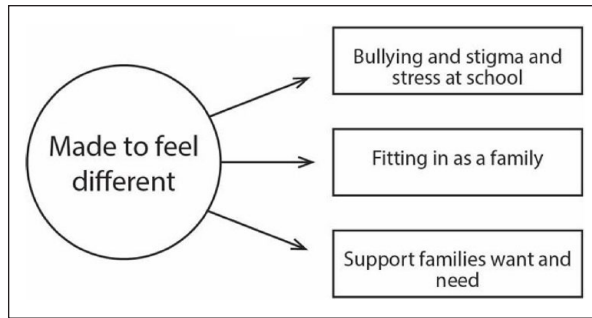 Made to feel
different
Bullying and stigma and
stress at school
Fitting in as a family
Support families want and
need